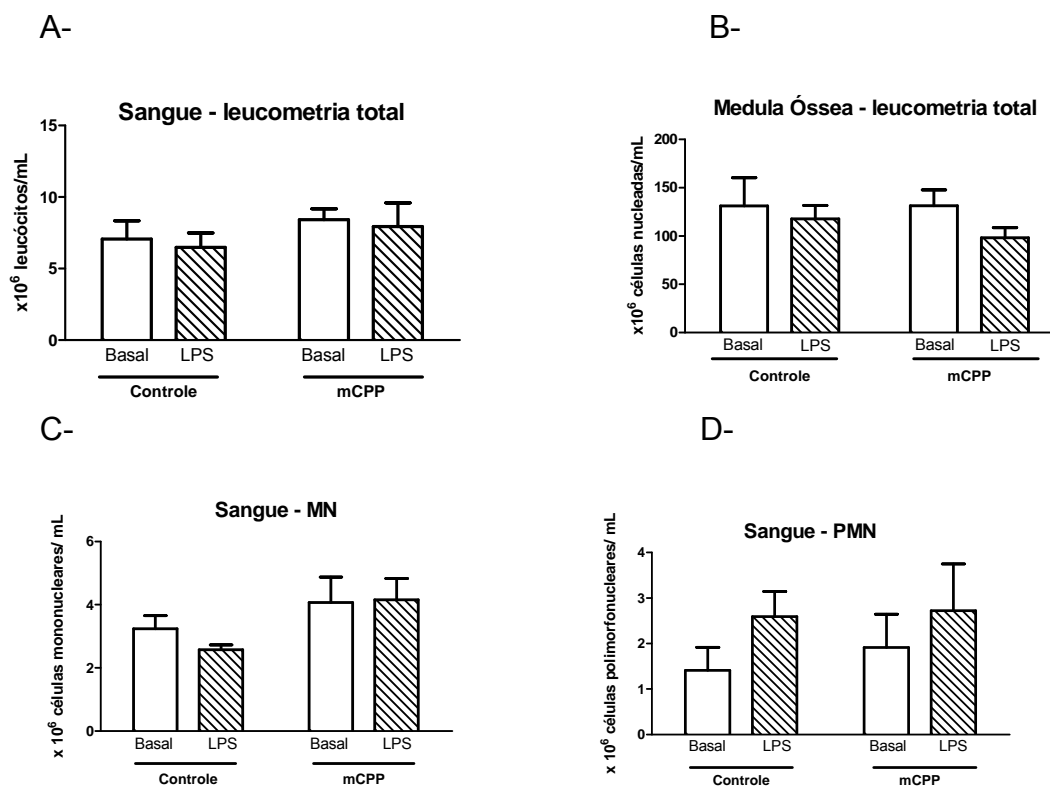 A-
Sangue - leucometria total
x10⁶ leucócitos/mL
15
10
5
0
Basal LPS Basal LPS
Controle mCPP
B-
Medula Óssea - leucometria total
x10⁶ células nucleadas/mL
200
150
100
50
0
Basal LPS Basal LPS
Controle mCPP
C-
Sangue - MN
x 10⁶ células mononucleares/ mL
6
4
2
0
Basal LPS Basal LPS
Controle mCPP
D-
Sangue - PMN
x 10⁶ células polimorfonucleares/ mL
4
3
2
1
0
Basal LPS Basal LPS
Controle mCPP